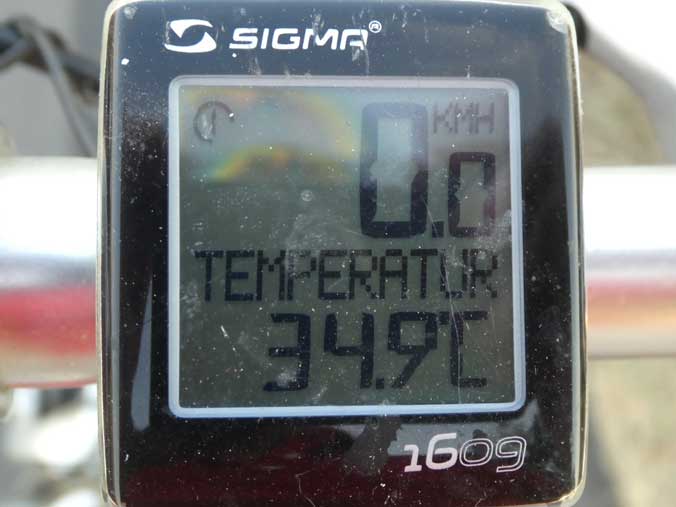 SIGMA®
KMH
0.0
TEMPERATUR
34.9°C
1609